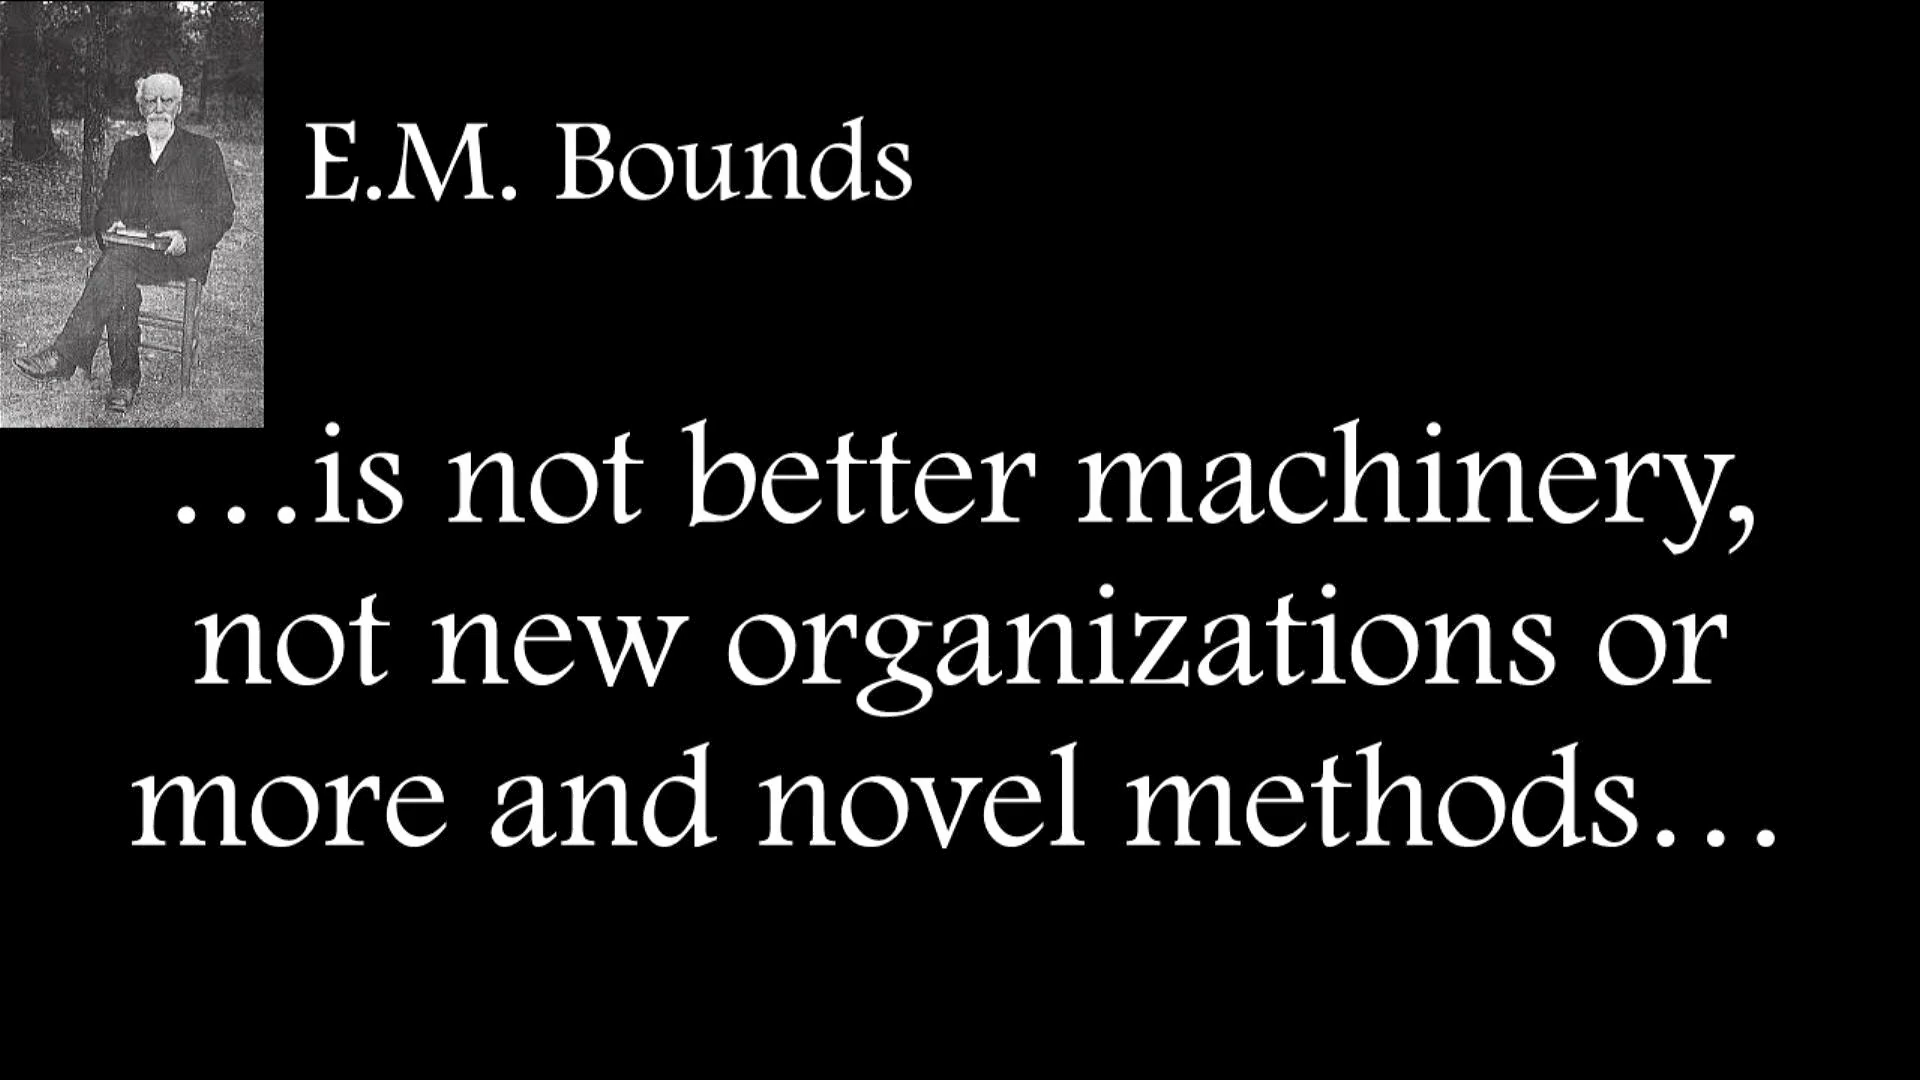 E.M. Bounds
…is not better machinery,
not new organizations or
more and novel methods…